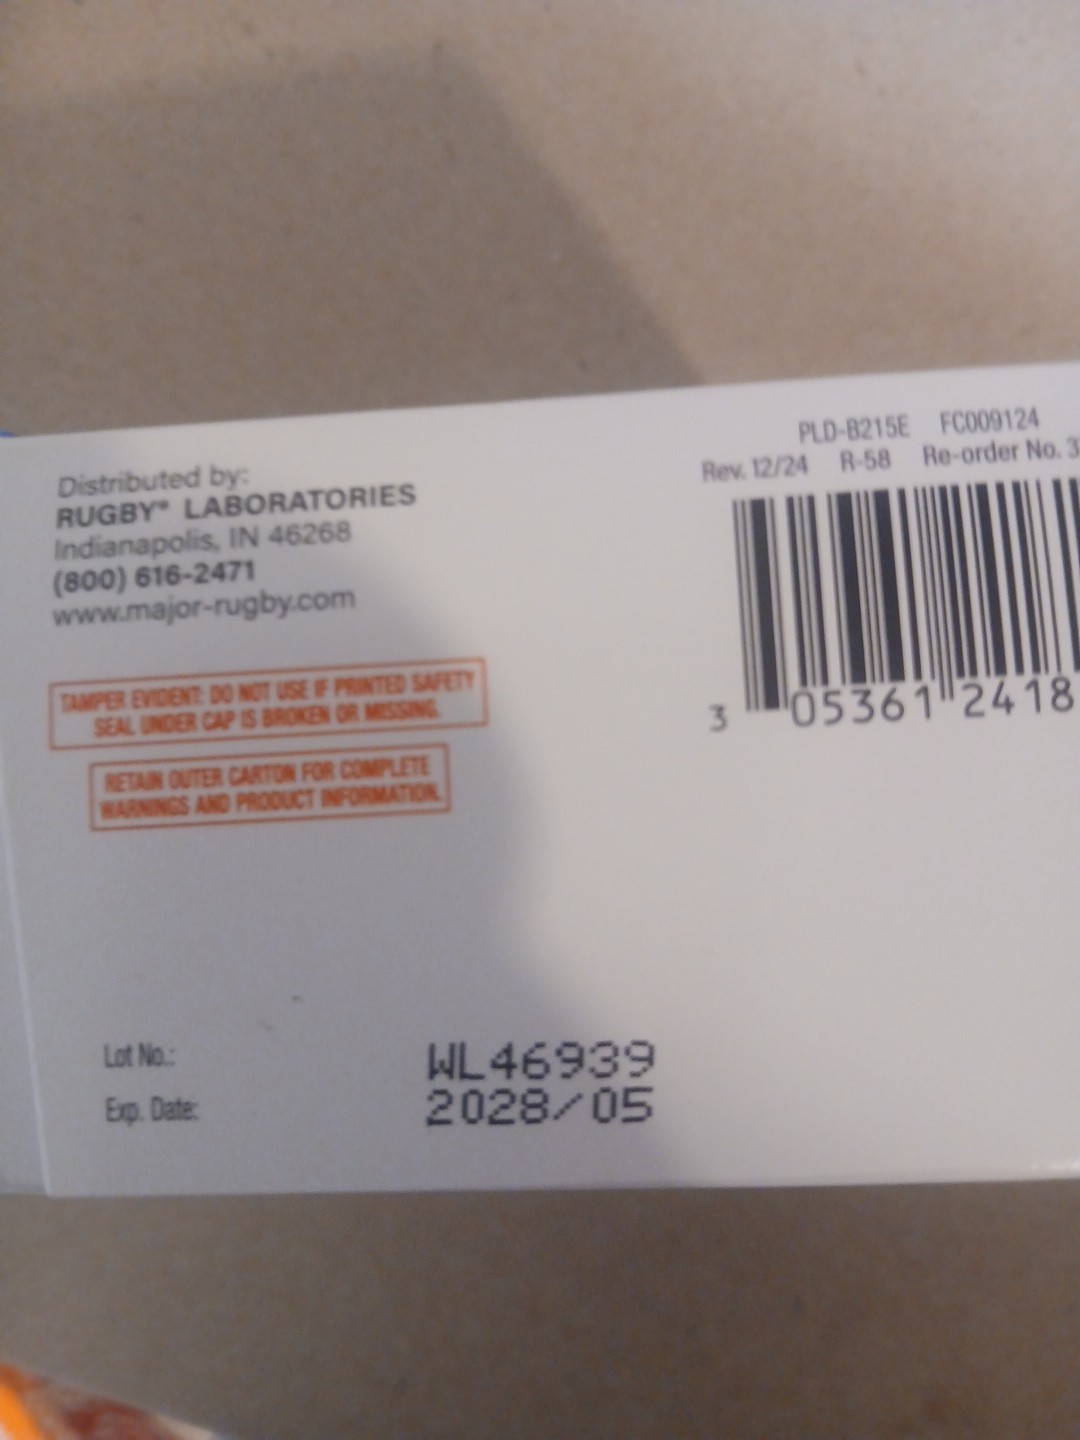 PLD-B215E FC009124
Rev. 12/24 R-58 Re-order No. 3
Distributed by:
RUGBY® LABORATORIES
Indianapolis, IN 46268
(800) 616-2471
www.major-rugby.com
TAMPER EVIDENT: DO NOT USE IF PRINTED SAFETY
SEAL UNDER CAP IS BROKEN OR MISSING.
RETAIN OUTER CARTON FOR COMPLETE
WARNINGS AND PRODUCT INFORMATION.
3 05361 2418
Lot No.: WL46939
Exp. Date: 2028/05